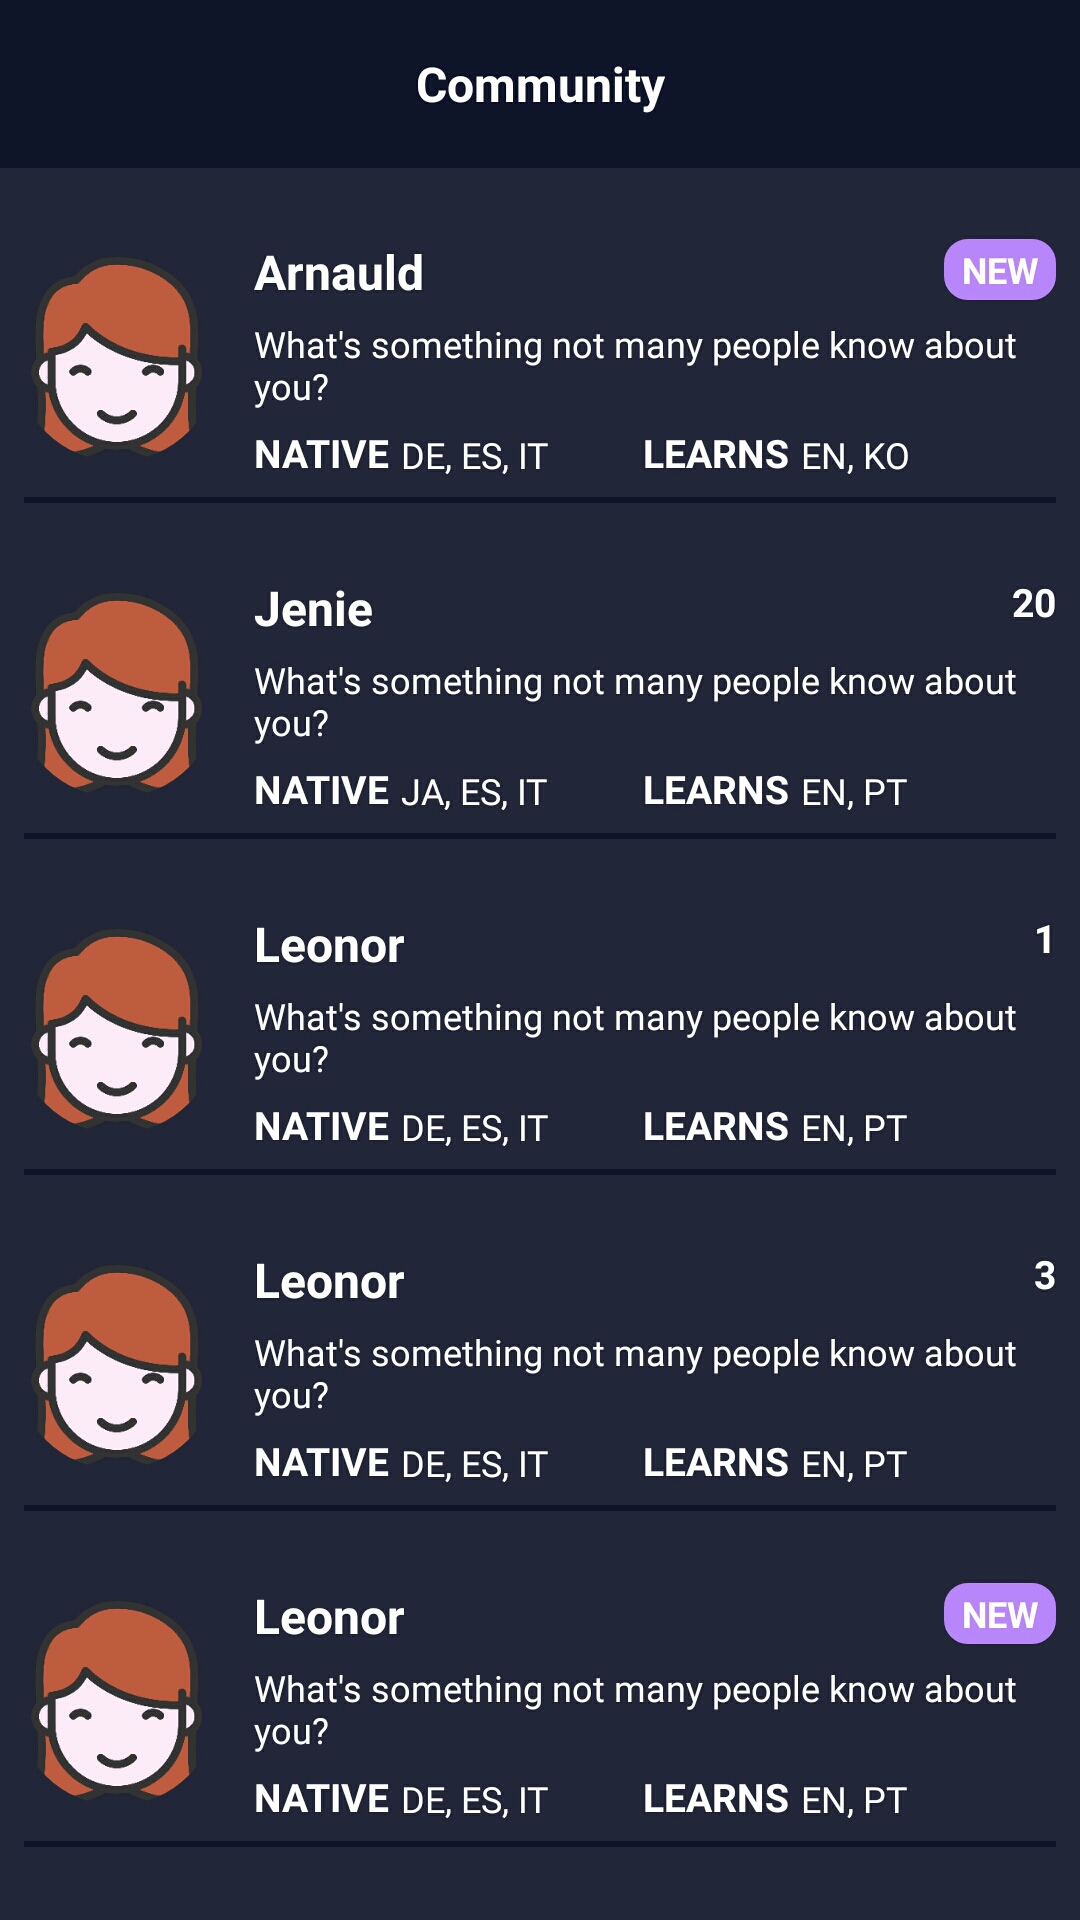 Community
Arnauld NEW
What's something not many people know about
you?
NATIVE DE, ES, IT LEARNS EN, KO
Jenie 20
What's something not many people know about
you?
NATIVE JA, ES, IT LEARNS EN, PT
Leonor 1
What's something not many people know about
you?
NATIVE DE, ES, IT LEARNS EN, PT
Leonor 3
What's something not many people know about
you?
NATIVE DE, ES, IT LEARNS EN, PT
Leonor NEW
What's something not many people know about
you?
NATIVE DE, ES, IT LEARNS EN, PT